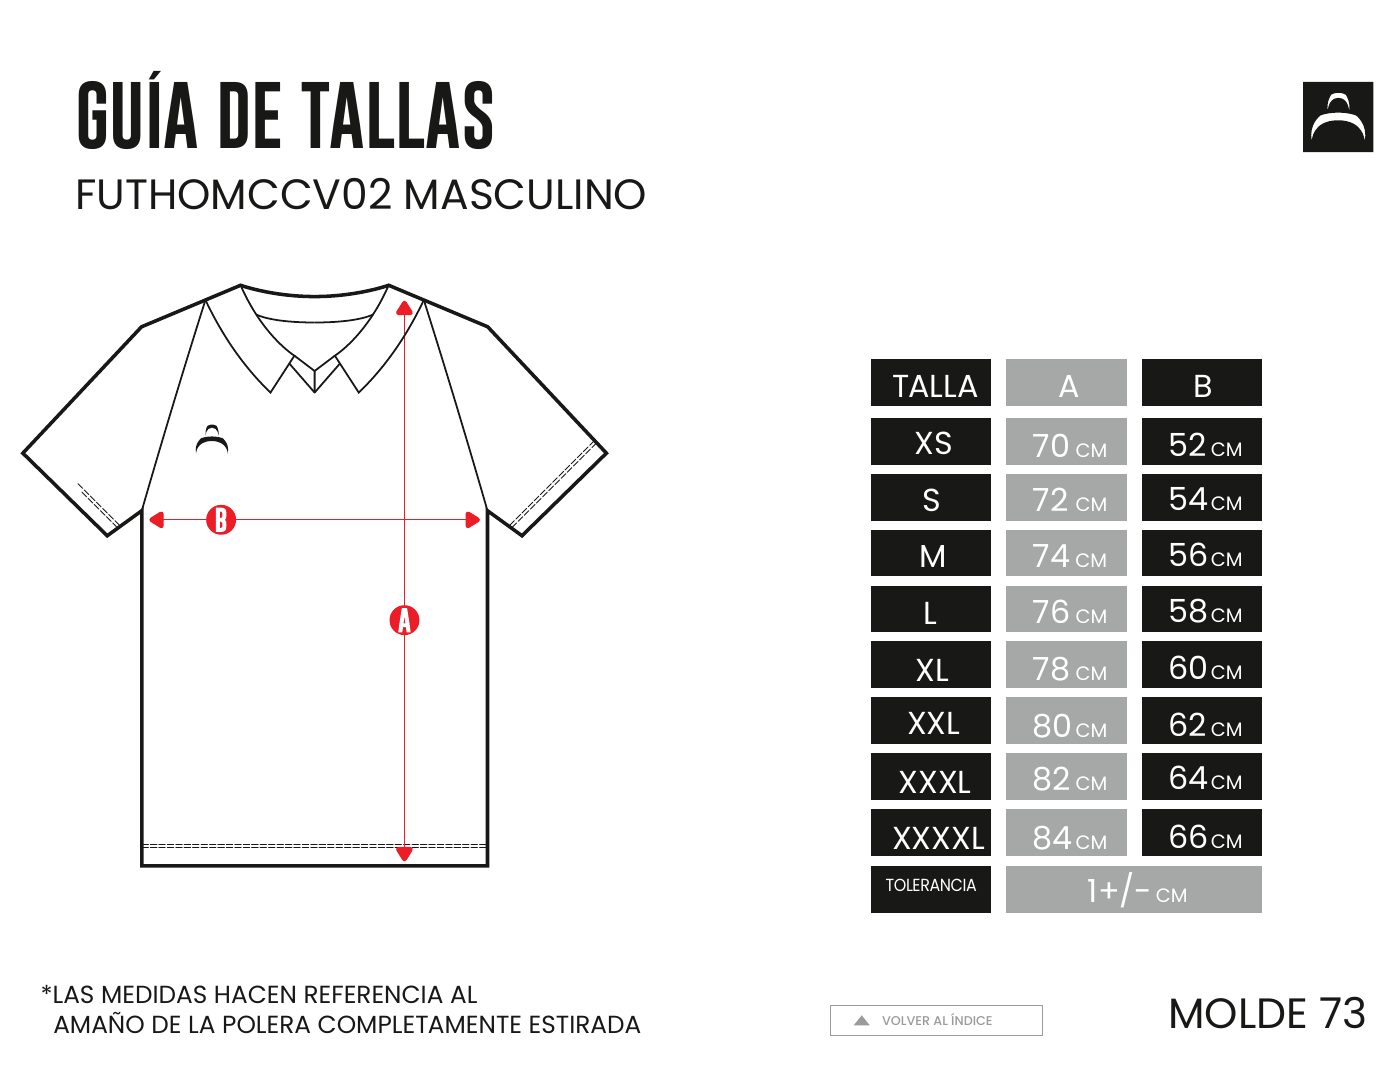 GUÍA DE TALLAS
FUTHOMCCV02 MASCULINO
B
A
TALLA A B
XS 70 CM 52 CM
S 72 CM 54 CM
M 74 CM 56 CM
L 76 CM 58 CM
XL 78 CM 60 CM
XXL 80 CM 62 CM
XXXL 82 CM 64 CM
XXXXL 84 CM 66 CM
TOLERANCIA 1+/- CM
*LAS MEDIDAS HACEN REFERENCIA AL
AMAÑO DE LA POLERA COMPLETAMENTE ESTIRADA
VOLVER AL ÍNDICE
MOLDE 73